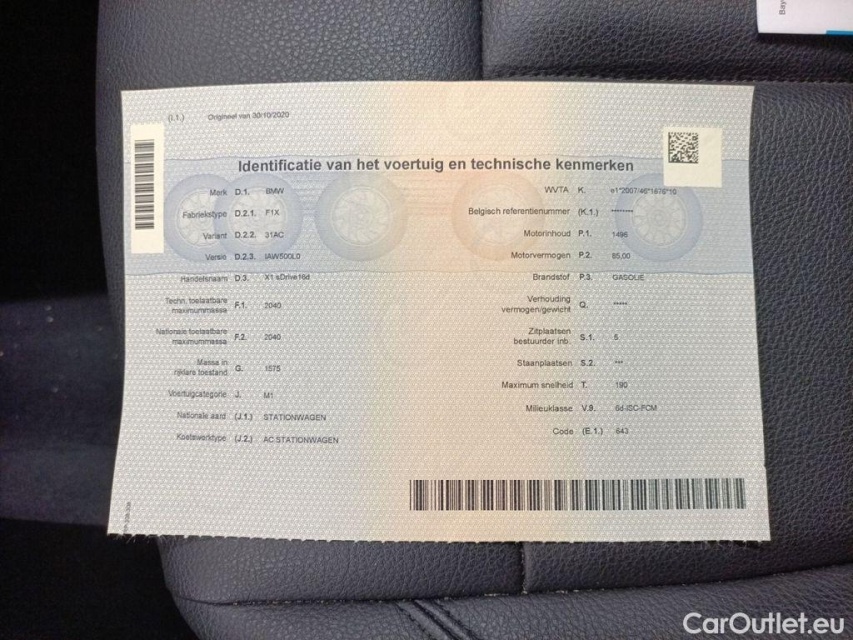 Bay
(I.1.) Origineel van 30/10/2020
Identificatie van het voertuig en technische kenmerken
Merk D.1. BMW
Fabriekstype D.2.1. F1X
Variant D.2.2. 31AC
Versie D.2.3. IAW500L0
Handelsnaam D.3. X1 sDrive16d
Techn. toelaatbare
maximummassa F.1. 2040
Nationale toelaatbare
maximummassa F.2. 2040
Massa in
rijklare toestand G. 1575
Voertuigcategorie J. M1
Nationale aard (J.1.) STATIONWAGEN
Koetswerktype (J.2.) AC STATIONWAGEN
WVTA K. e1*2007/46*1676*10
Belgisch referentienummer (K.1.) --------
Motorinhoud P.1. 1496
Motorvermogen P.2. 85,00
Brandstof P.3. GASOLIE
Verhouding
vermogen/gewicht Q. -----
Zitplaatsen
bestuurder inb. S.1. 5
Staanplaatsen S.2. ---
Maximum snelheid T. 190
Milieuklasse V.9. 6d-ISC-FCM
Code (E.1.) 643
CarOutlet.eu